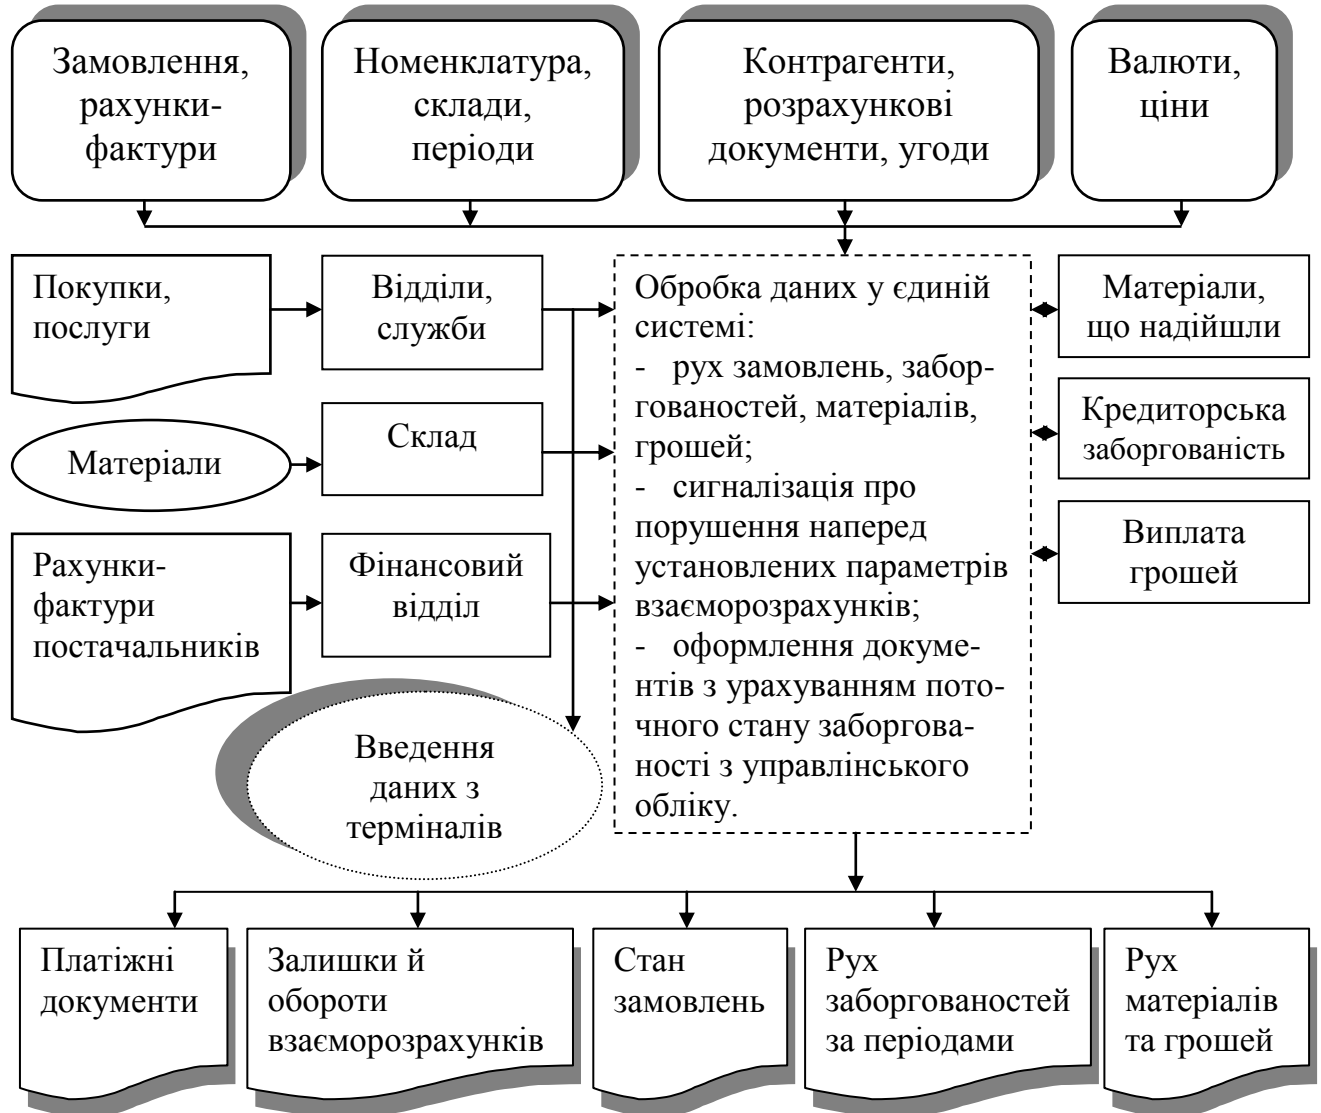 Замовлення,
рахунки-
фактури
Номенклатура,
склади,
періоди
Контрагенти,
розрахункові
документи, угоди
Валюти,
ціни
Покупки,
послуги
Відділи,
служби
Матеріали
Склад
Рахунки-
фактури
постачальників
Фінансовий
відділ
Введення
даних з
терміналів
Обробка даних у єдиній
системі:
- рух замовлень, забор-
гованостей, матеріалів,
грошей;
- сигналізація про
порушення наперед
установлених параметрів
взаєморозрахунків;
- оформлення докуме-
нтів з урахуванням пото-
чного стану заборгова-
ності з управлінського
обліку.
Матеріали,
що надійшли
Кредиторська
заборгованість
Виплата
грошей
Платіжні
документи
Залишки й
обороти
взаєморозрахунків
Стан
замовлень
Рух
заборгованостей
за періодами
Рух
матеріалів
та грошей